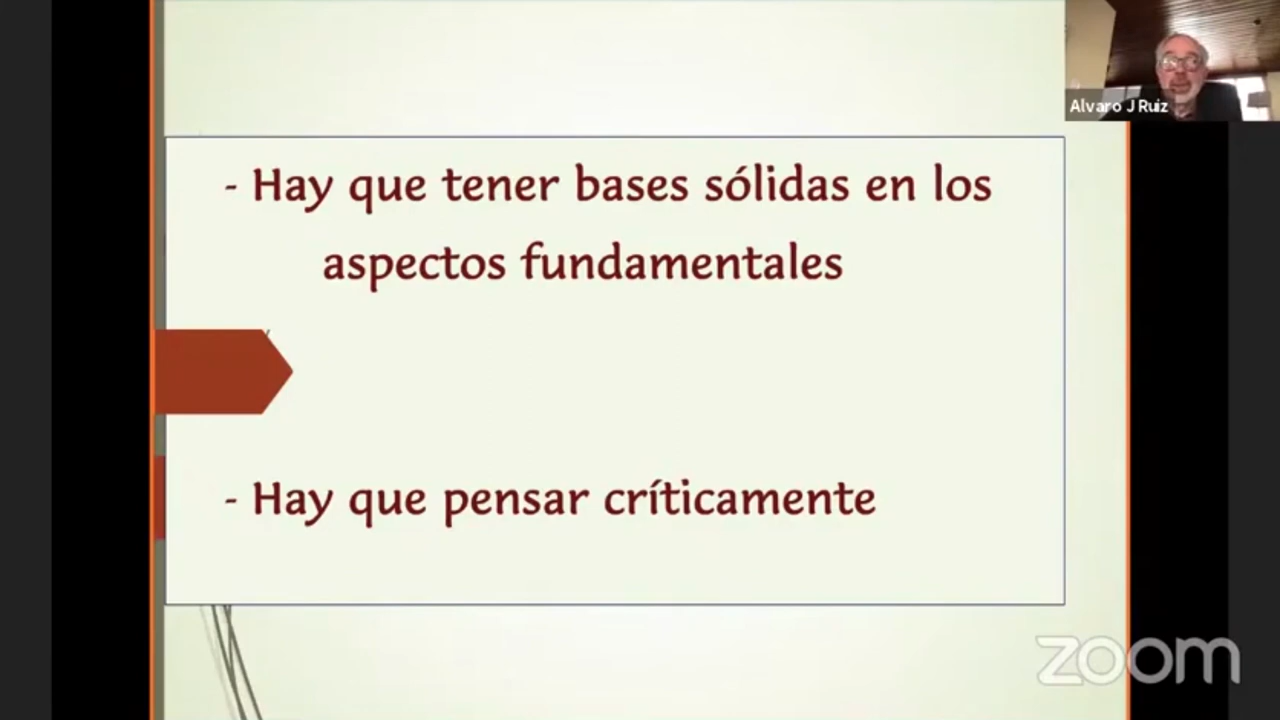 Alvaro J Ruiz
- Hay que tener bases sólidas en los
aspectos fundamentales
- Hay que pensar críticamente
zoom